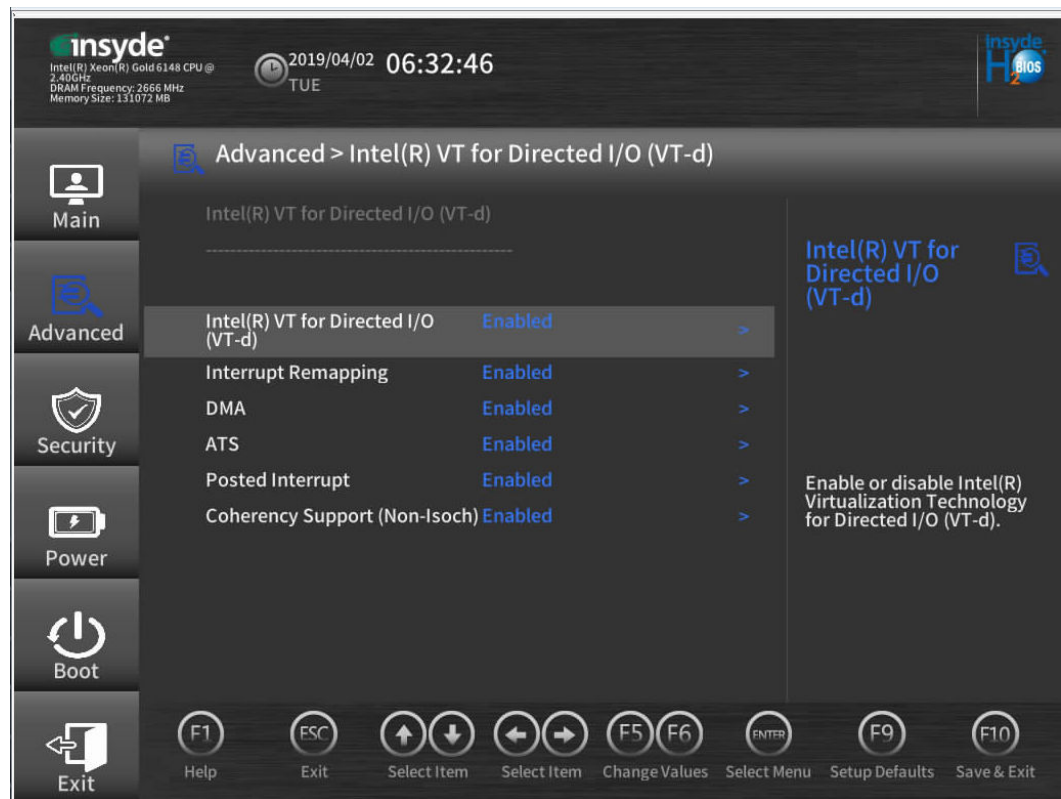 insyde
Intel(R) Xeon(R) Gold 6148 CPU @
2.40GHz
DRAM Frequency: 2666 MHz
Memory Size: 131072 MB
2019/04/02 06:32:46
TUE
insyde
H2O BIOS
Main
Advanced
Security
Power
Boot
Exit
Advanced > Intel(R) VT for Directed I/O (VT-d)
Intel(R) VT for Directed I/O (VT-d)
--------------------------------------------------
Intel(R) VT for Directed I/O
(VT-d)
Enabled >
Interrupt Remapping Enabled >
DMA Enabled >
ATS Enabled >
Posted Interrupt Enabled >
Coherency Support (Non-Isoch) Enabled >
Intel(R) VT for
Directed I/O
(VT-d)
Enable or disable Intel(R)
Virtualization Technology
for Directed I/O (VT-d).
F1 Help
ESC Exit
Select Item
Select Item
F5 F6 Change Values
ENTER Select Menu
F9 Setup Defaults
F10 Save & Exit